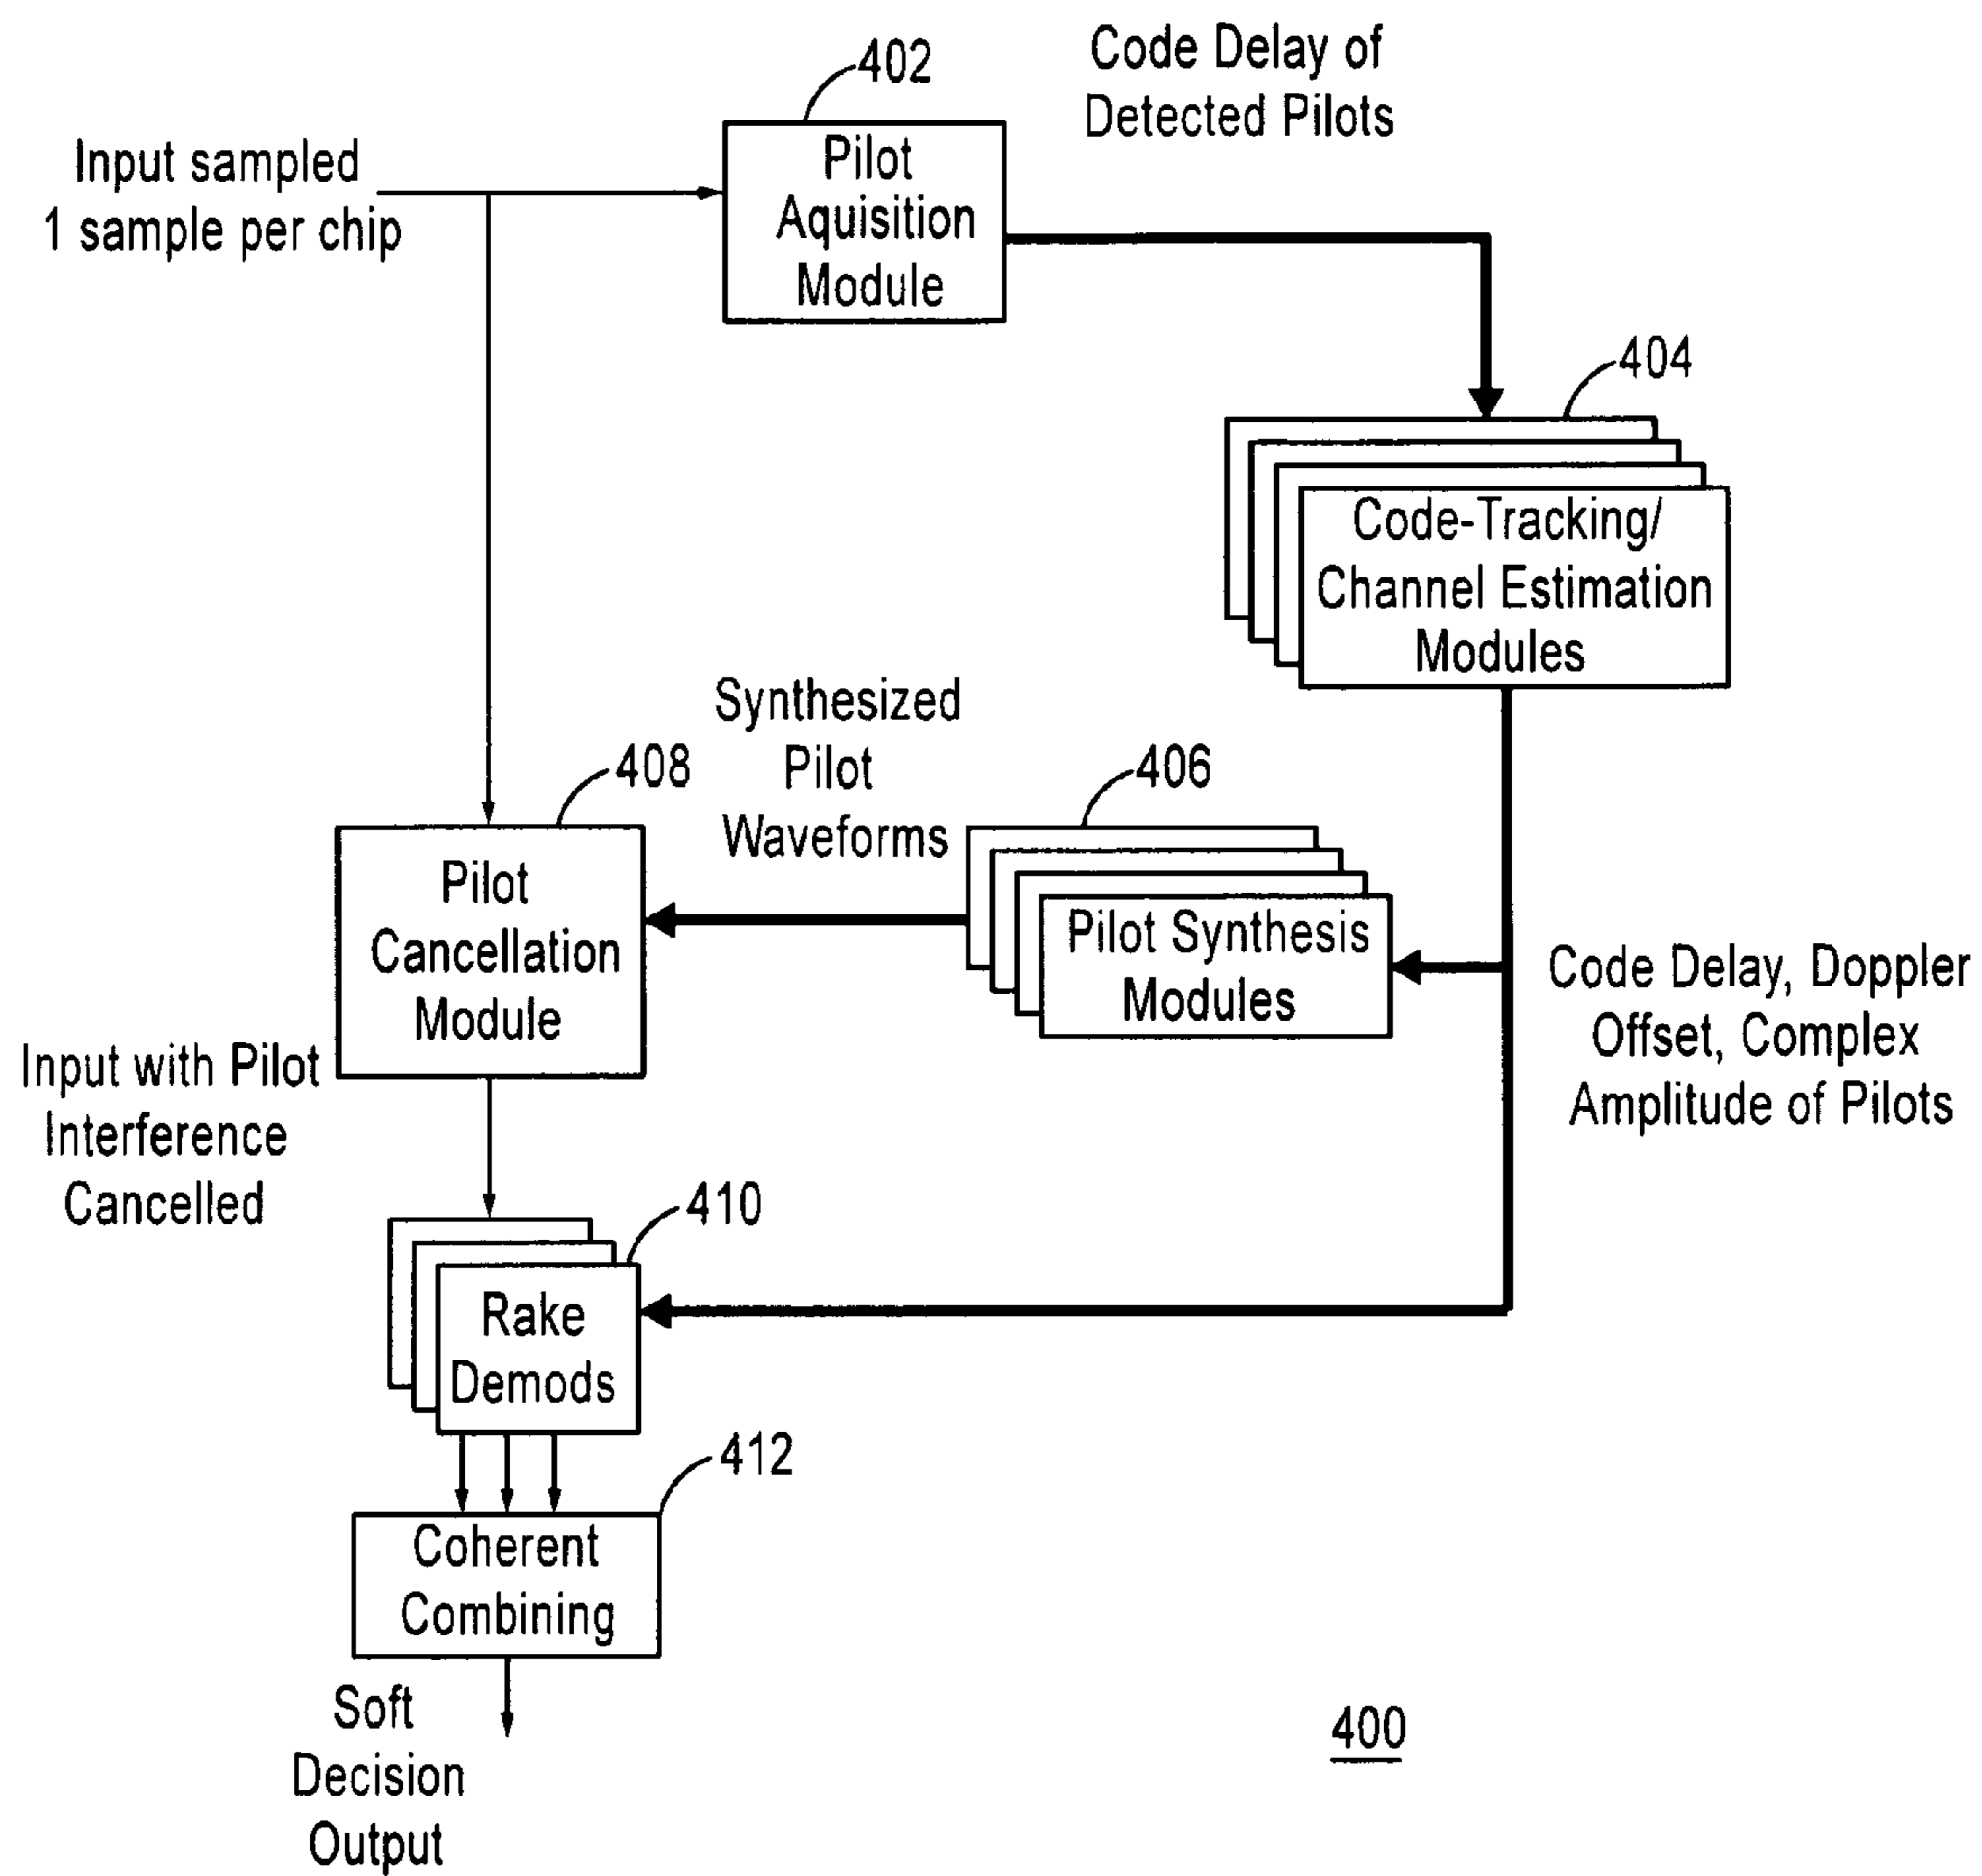 402
Code Delay of
Detected Pilots
Input sampled
1 sample per chip
Pilot
Aquisition
Module
404
Code-Tracking/
Channel Estimation
Modules
Synthesized
Pilot
Waveforms
408
406
Pilot
Cancellation
Module
Pilot Synthesis
Modules
Code Delay, Doppler
Offset, Complex
Amplitude of Pilots
Input with Pilot
Interference
Cancelled
410
Rake
Demods
412
Coherent
Combining
Soft
Decision
Output
400